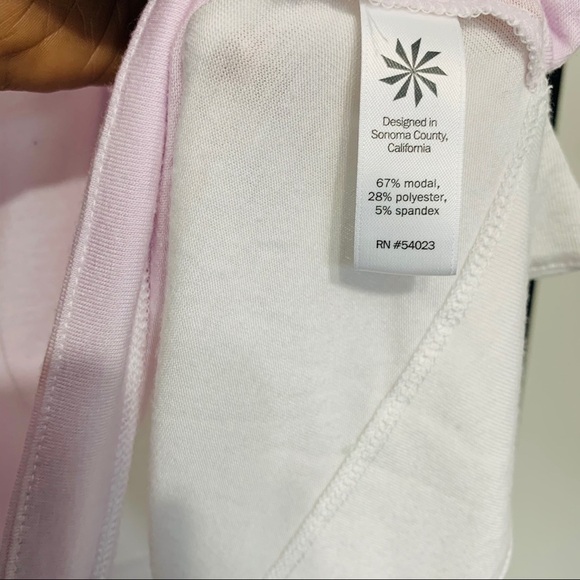 Designed in
Sonoma County,
California
67% modal,
28% polyester,
5% spandex
RN #54023